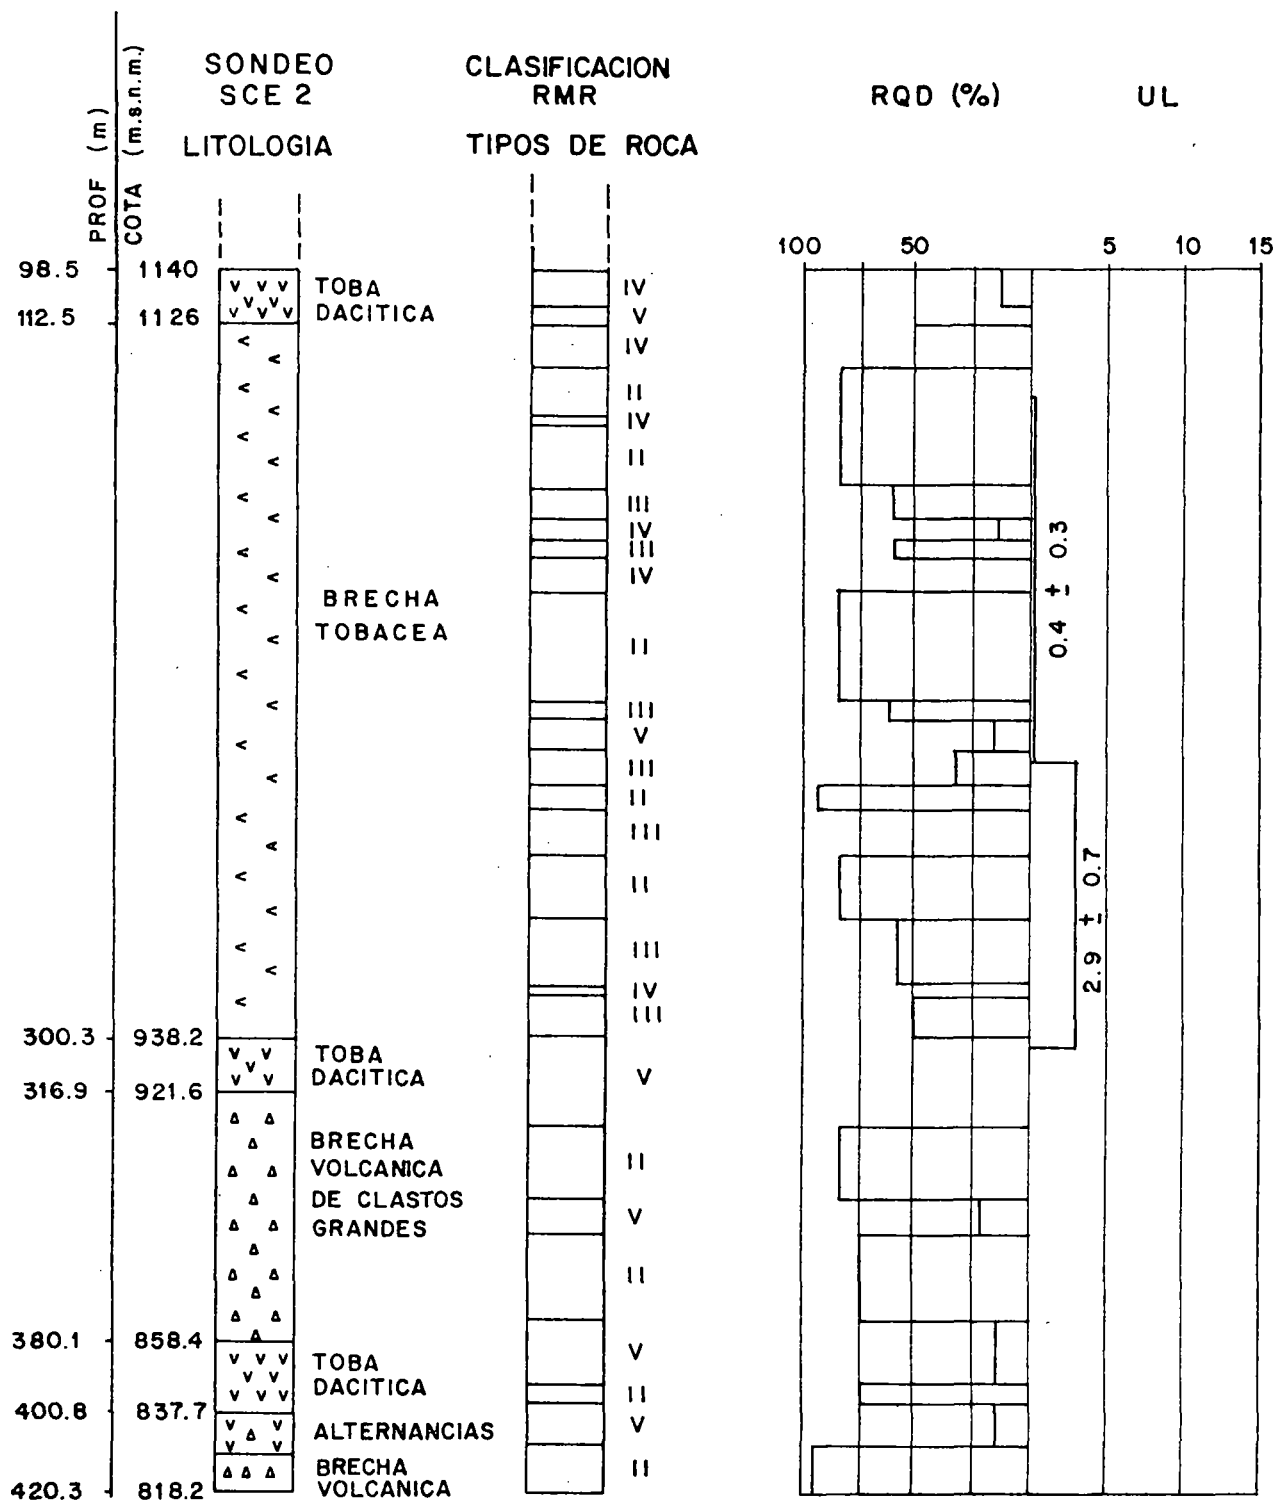 PROF (m)
COTA (m.s.n.m.)
SONDEO
SCE 2
LITOLOGIA
CLASIFICACION
RMR
TIPOS DE ROCA
RQD (%)
UL
100 50 5 10 15
98.5 1140
TOBA
DACITICA
IV
V
112.5 1126
IV
II
IV
II
III
IV
III
IV
BRECHA
TOBACEA
II
III
V
III
II
III
II
III
IV
III
0.4 ± 0.3
2.9 ± 0.7
300.3 938.2
TOBA
DACITICA
V
316.9 921.6
BRECHA
VOLCANICA
DE CLASTOS
GRANDES
II
V
II
380.1 858.4
TOBA
DACITICA
V
II
400.8 837.7
ALTERNANCIAS
V
BRECHA
VOLCANICA
II
420.3 818.2